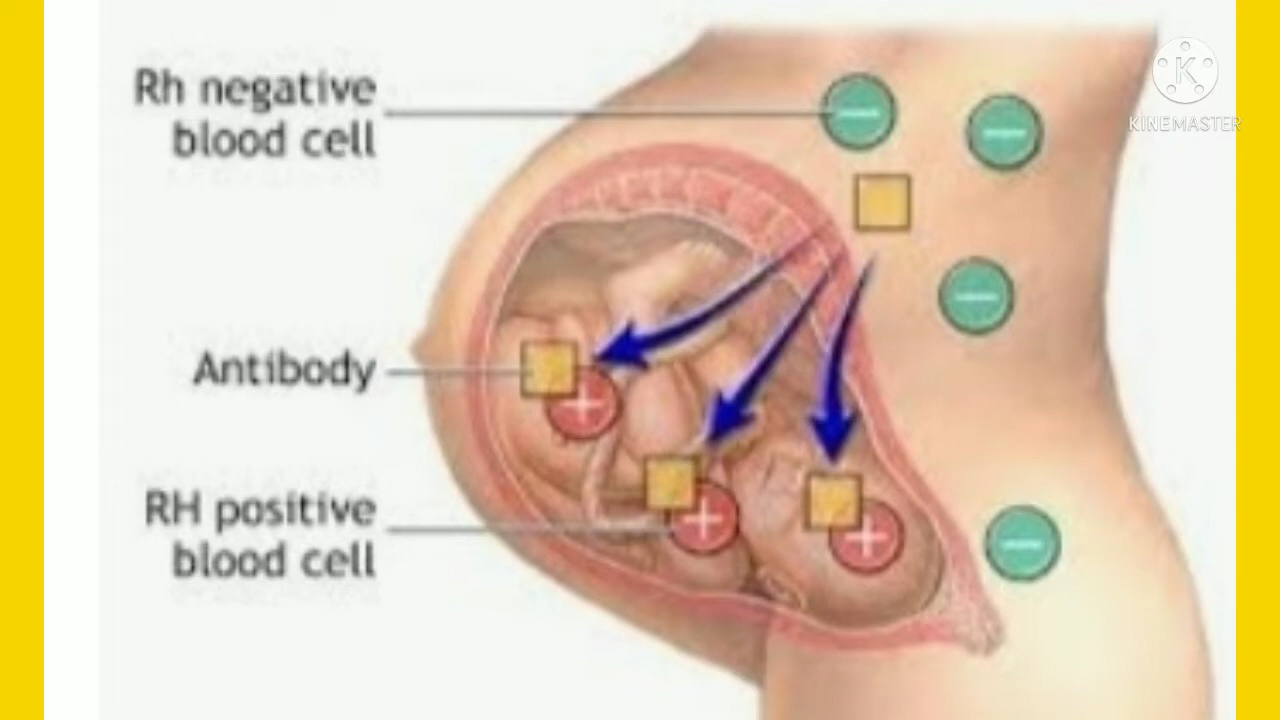 Rh negative
blood cell
K
KINEMASTER
Antibody
RH positive
blood cell